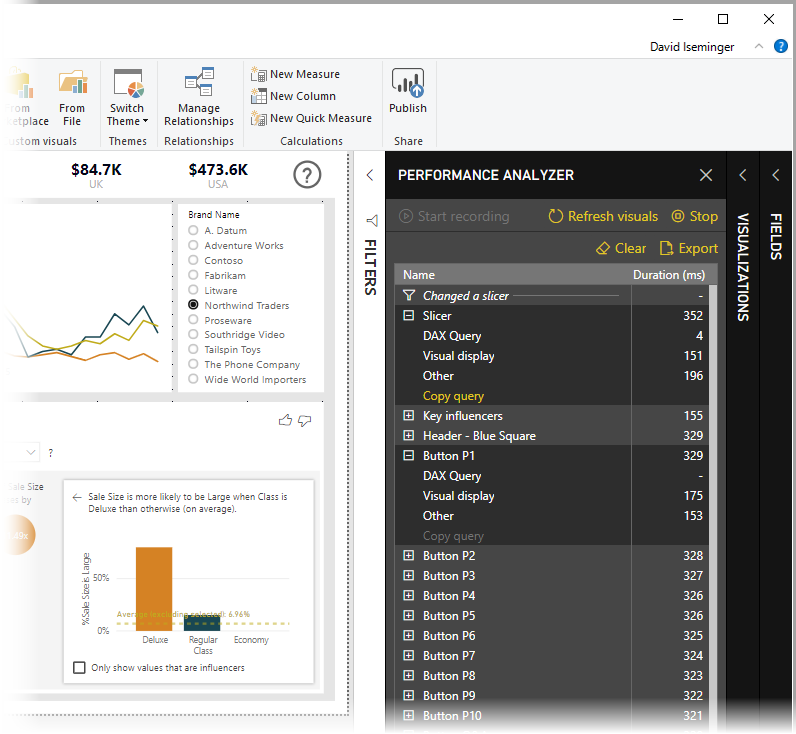 David Iseminger
?
From
File
Switch
Theme
Manage
Relationships
New Measure
New Column
New Quick Measure
Publish
custom visuals
Themes
Relationships
Calculations
Share
$84.7K
UK
$473.6K
USA
?
Brand Name
A. Datum
Adventure Works
Contoso
Fabrikam
Litware
Northwind Traders
Proseware
Southridge Video
Tailspin Toys
The Phone Company
Wide World Importers
?
Sale Size
by
Sale Size is more likely to be Large when Class is
Deluxe than otherwise (on average).
%Sale Size is Large
50%
0%
Average (excluding selected): 6.96%
Deluxe
Regular
Economy
Class
Only show values that are influencers
FILTERS
PERFORMANCE ANALYZER
Start recording
Refresh visuals
Stop
Clear
Export
Name
Duration (ms)
Changed a slicer -
Slicer 352
DAX Query 4
Visual display 151
Other 196
Copy query
Key influencers 155
Header - Blue Square 329
Button P1 329
DAX Query -
Visual display 175
Other 153
Copy query
Button P2 328
Button P3 327
Button P4 326
Button P5 326
Button P6 325
Button P7 324
Button P8 323
Button P9 322
Button P10 321
VISUALIZATIONS
FIELDS